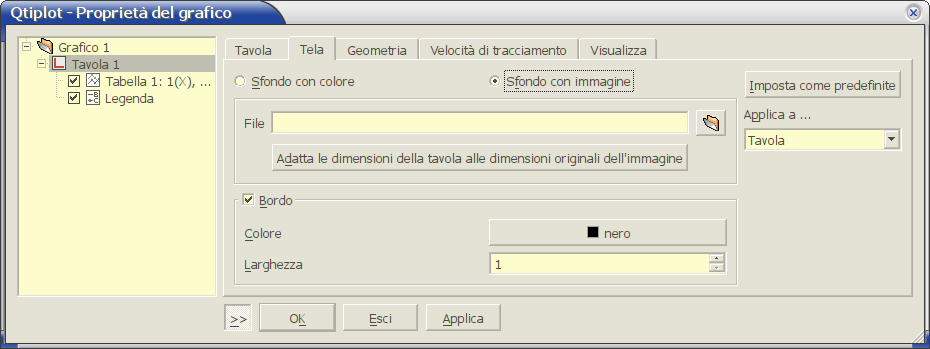 Qtiplot - Proprietà del grafico
Grafico 1
Tavola 1
Tabella 1: 1(X), ...
Legenda
Tavola
Tela
Geometria
Velocità di tracciamento
Visualizza
Sfondo con colore
Sfondo con immagine
File
Adatta le dimensioni della tavola alle dimensioni originali dell'immagine
Bordo
Colore
nero
Larghezza
1
Imposta come predefinite
Applica a ...
Tavola
>>
OK
Esci
Applica